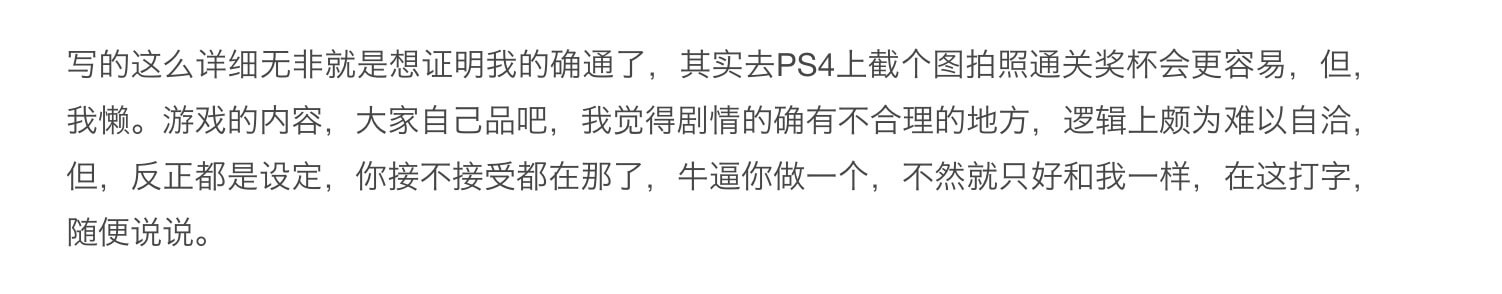 写的这么详细无非就是想证明我的确通了，其实去PS4上截个图拍照通关奖杯会更容易，但，
我懒。游戏的内容，大家自己品吧，我觉得剧情的确有不合理的地方，逻辑上颇为难以自洽，
但，反正都是设定，你接不接受都在那了，牛逼你做一个，不然就只好和我一样，在这打字，
随便说说。